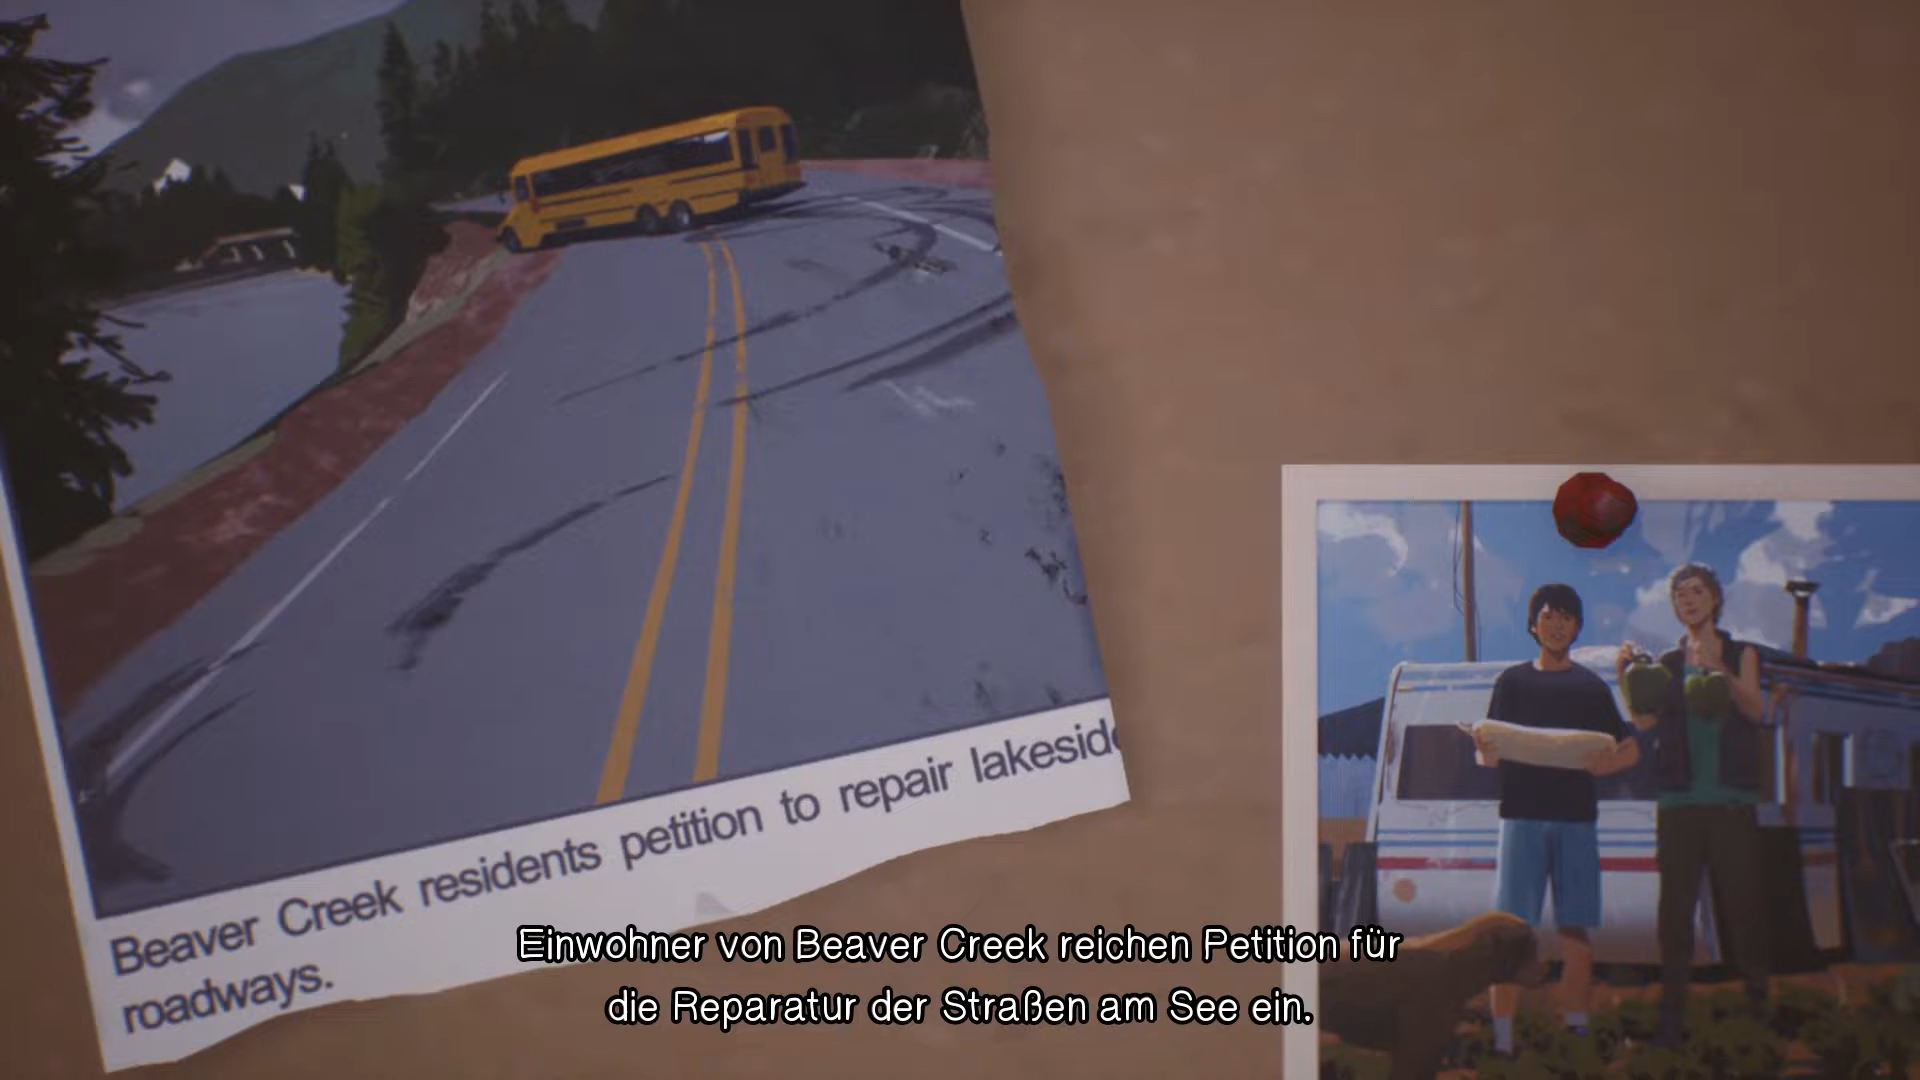 Beaver Creek residents petition to repair lakeside
roadways.
Einwohner von Beaver Creek reichen Petition für
die Reparatur der Straßen am See ein.